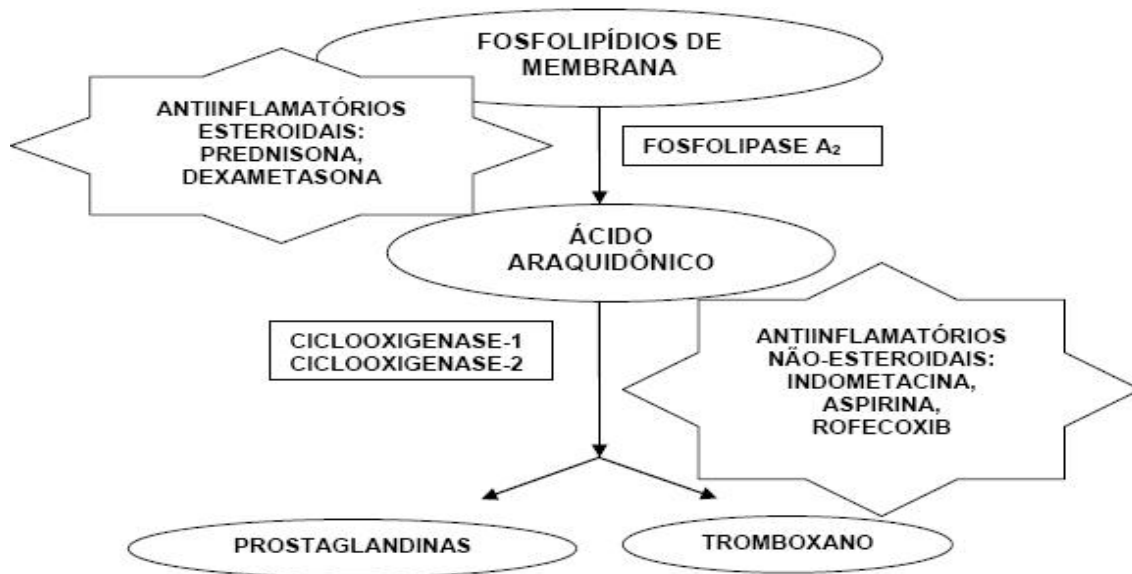 FOSFOLIPÍDIOS DE
MEMBRANA
ANTIINFLAMATÓRIOS
ESTEROIDAIS:
PREDNISONA,
DEXAMETASONA
FOSFOLIPASE A₂
ÁCIDO
ARAQUIDÔNICO
CICLOOXIGENASE-1
CICLOOXIGENASE-2
ANTIINFLAMATÓRIOS
NÃO-ESTEROIDAIS:
INDOMETACINA,
ASPIRINA,
ROFECOXIB
PROSTAGLANDINAS
TROMBOXANO